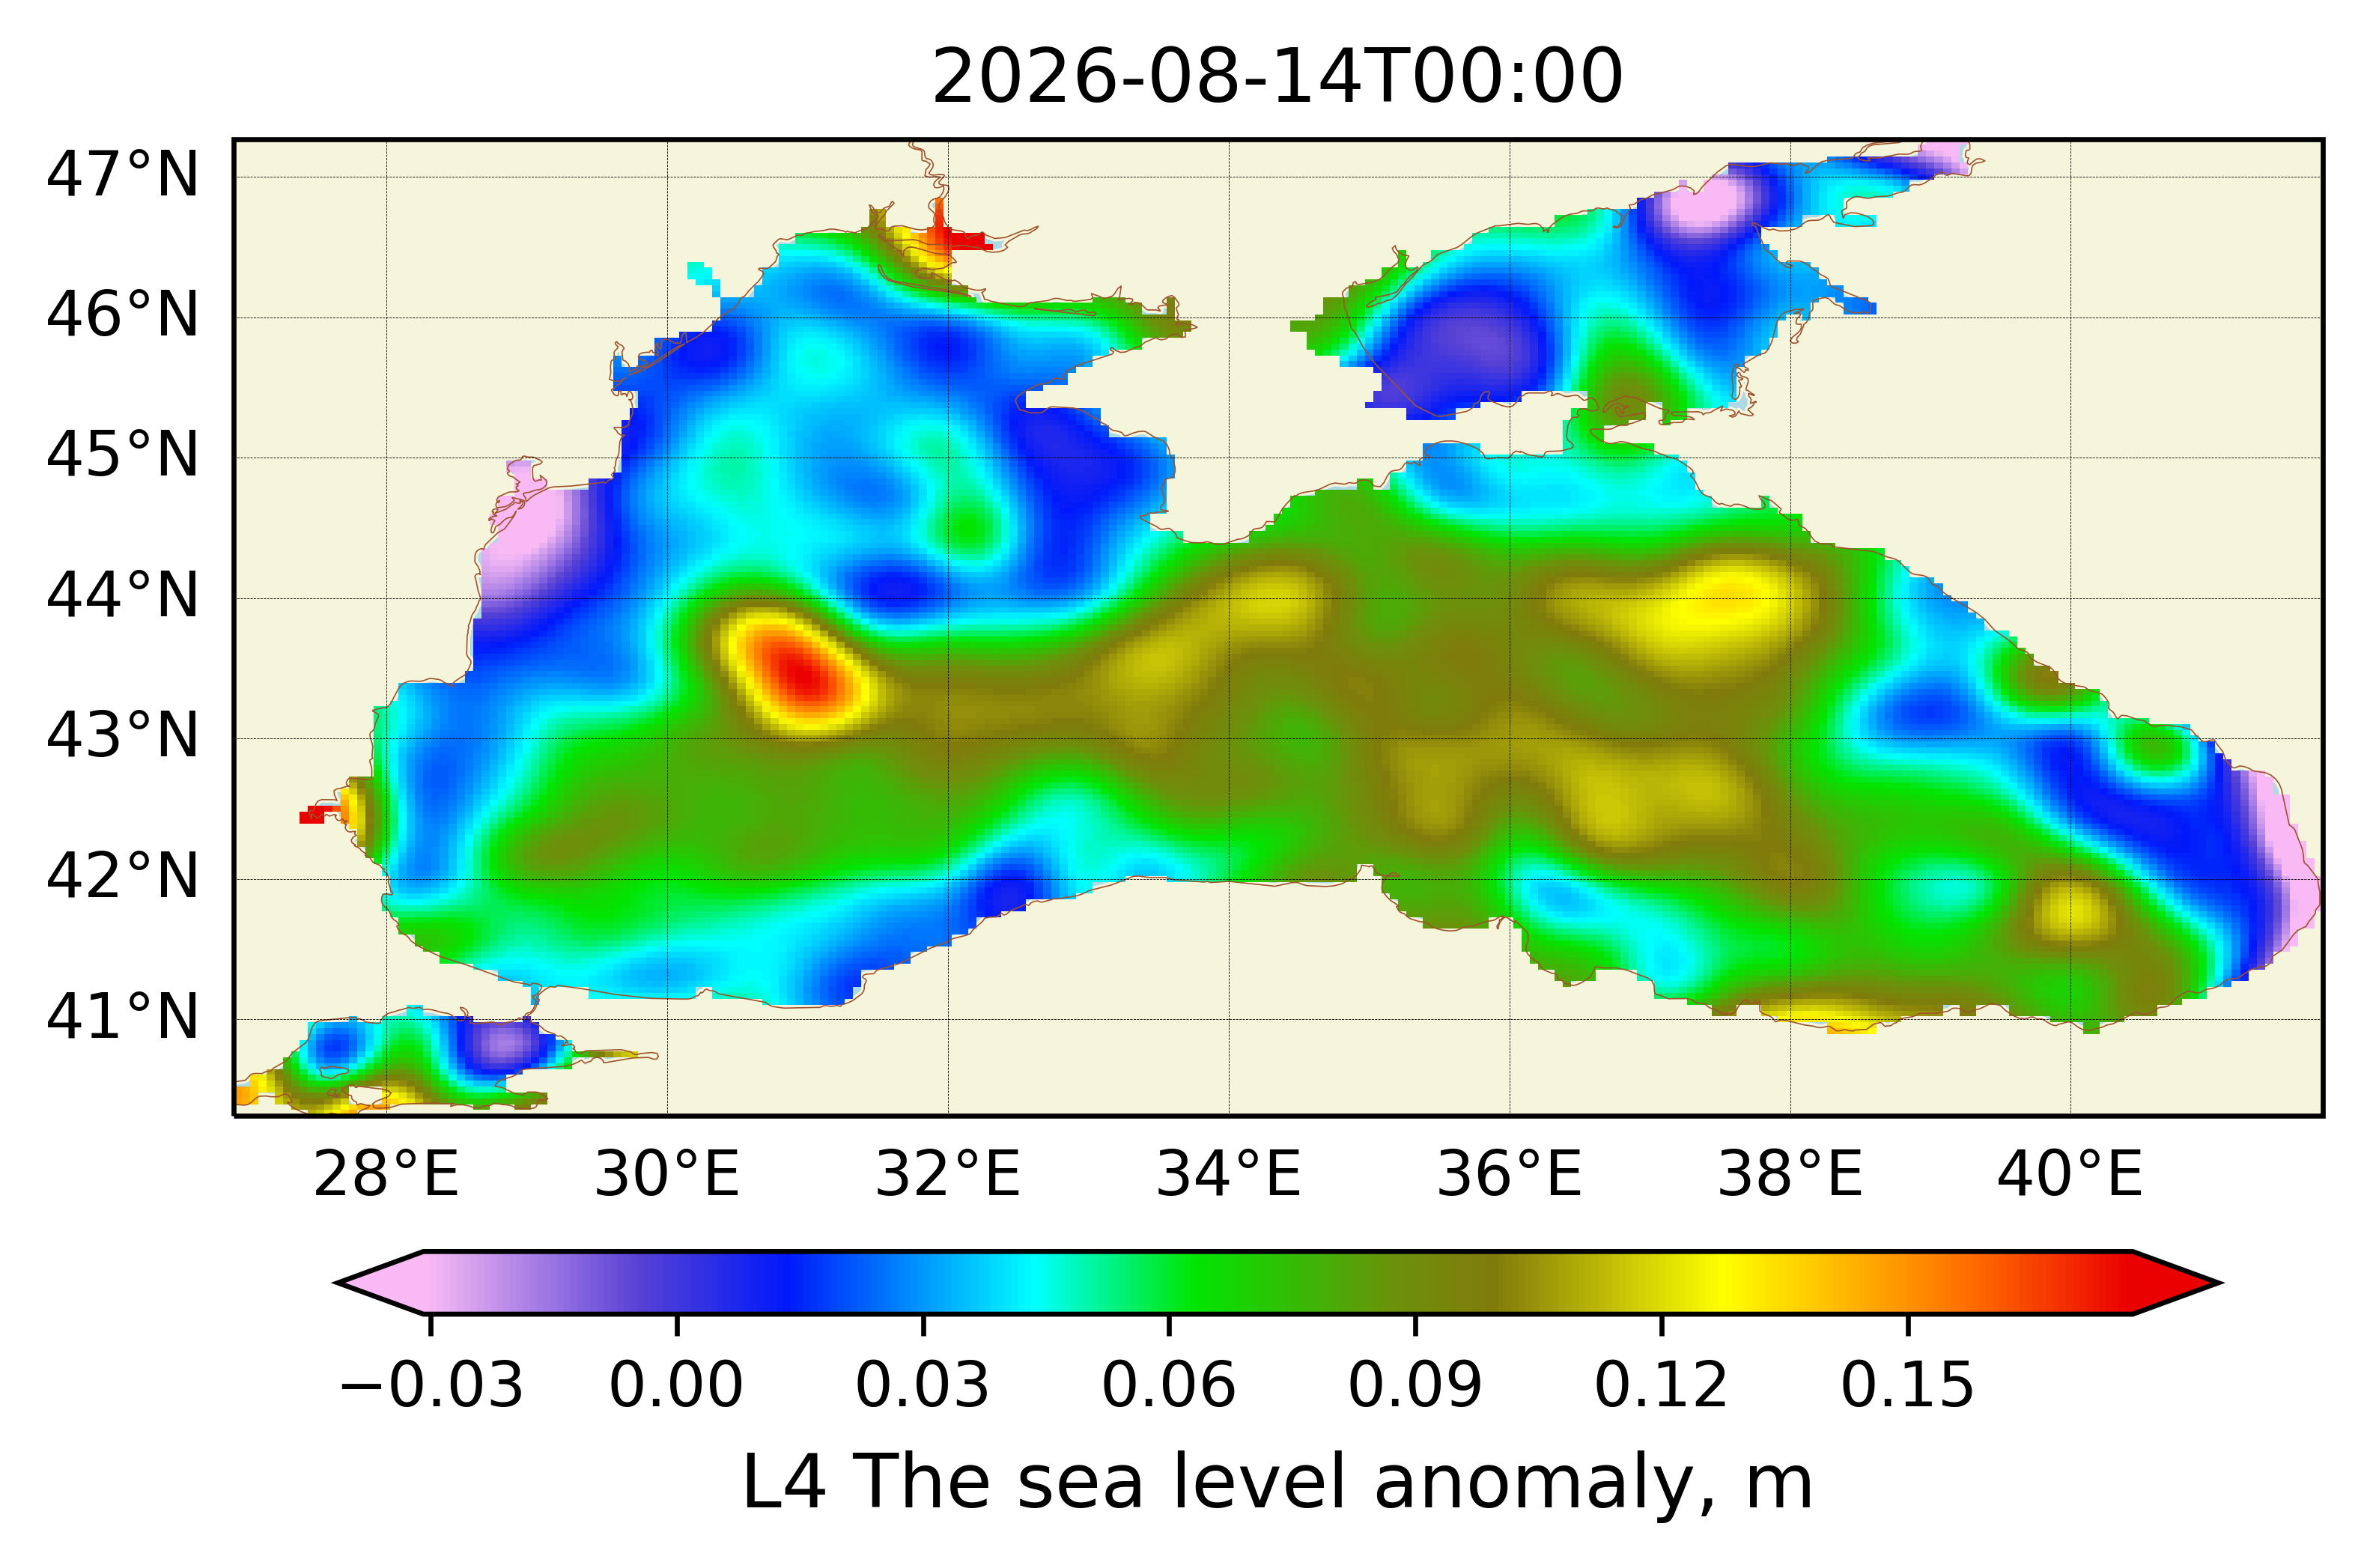 2026-08-14T00:00
47°N
46°N
45°N
44°N
43°N
42°N
41°N
28°E 30°E 32°E 34°E 36°E 38°E 40°E
−0.03 0.00 0.03 0.06 0.09 0.12 0.15
L4 The sea level anomaly, m